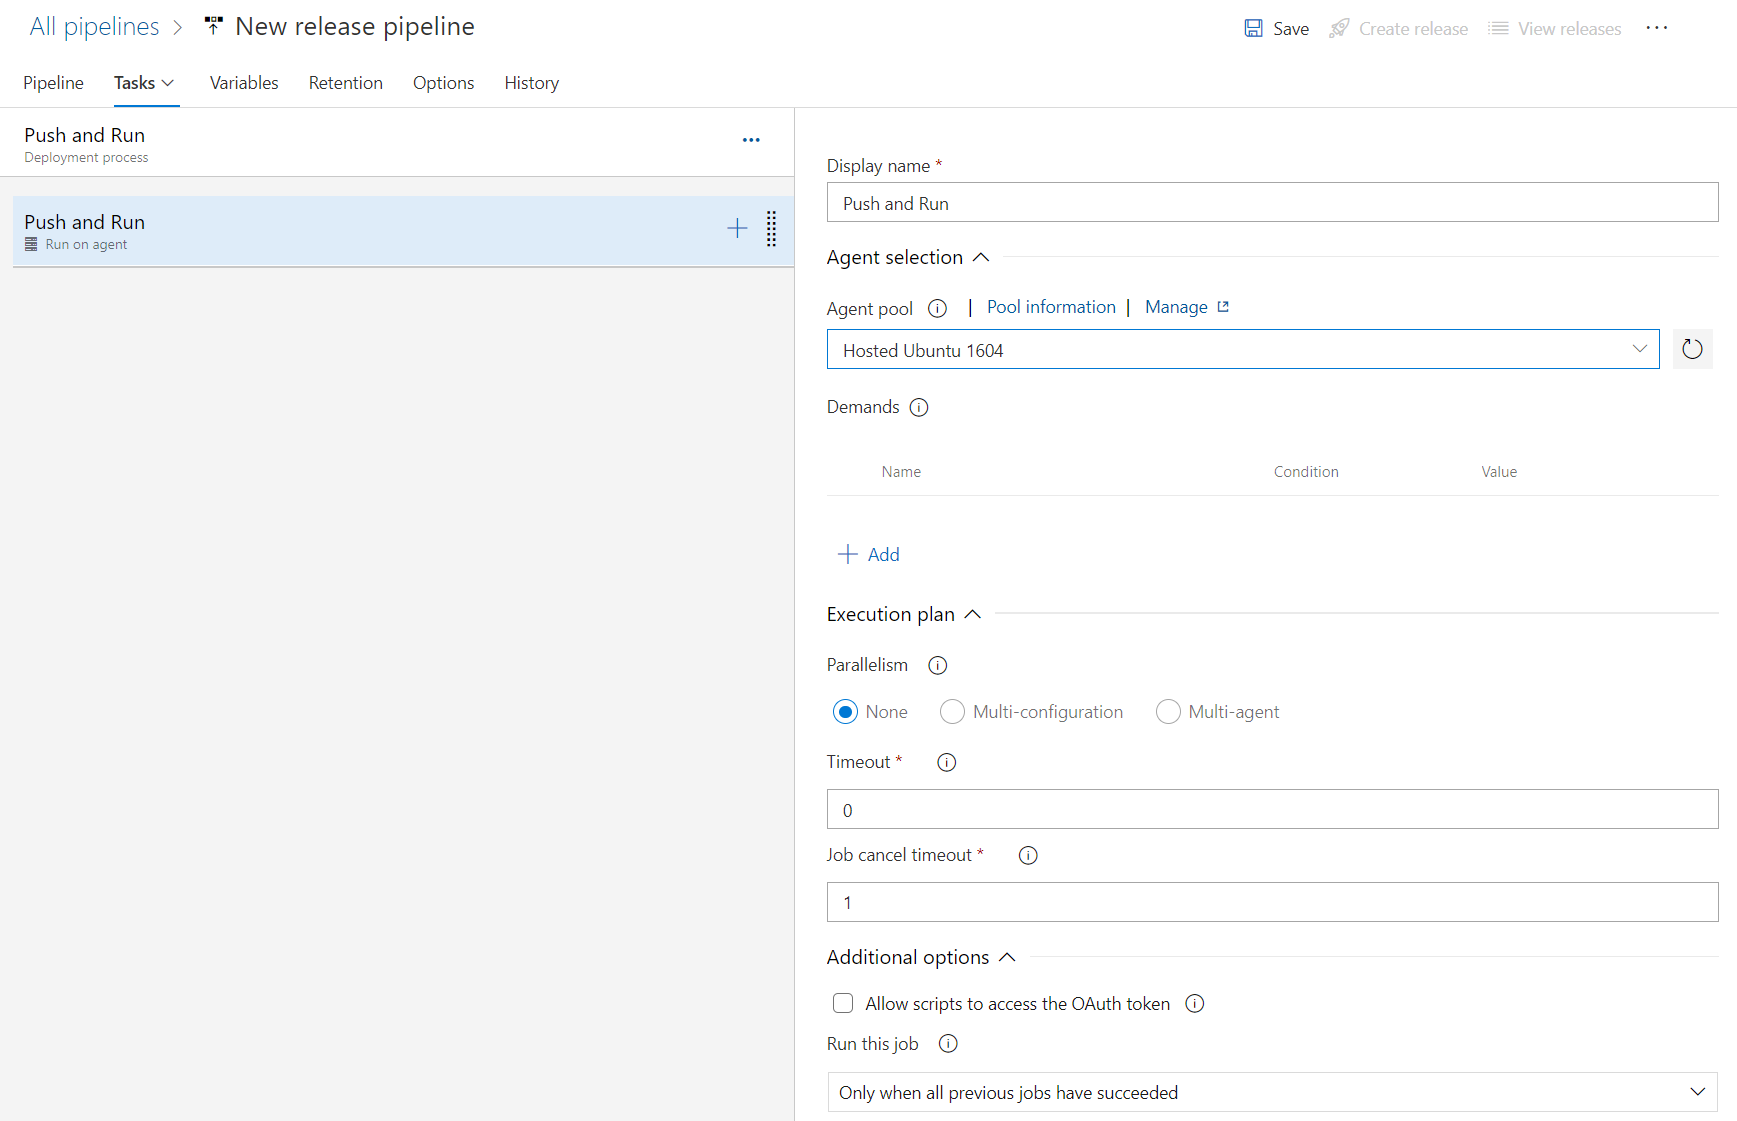 All pipelines > New release pipeline
Save Create release View releases ...
Pipeline Tasks Variables Retention Options History
Push and Run
Deployment process
Push and Run
Run on agent
Display name *
Push and Run
Agent selection
Agent pool | Pool information | Manage
Hosted Ubuntu 1604
Demands
Name Condition Value
+ Add
Execution plan
Parallelism
None Multi-configuration Multi-agent
Timeout *
0
Job cancel timeout *
1
Additional options
Allow scripts to access the OAuth token
Run this job
Only when all previous jobs have succeeded